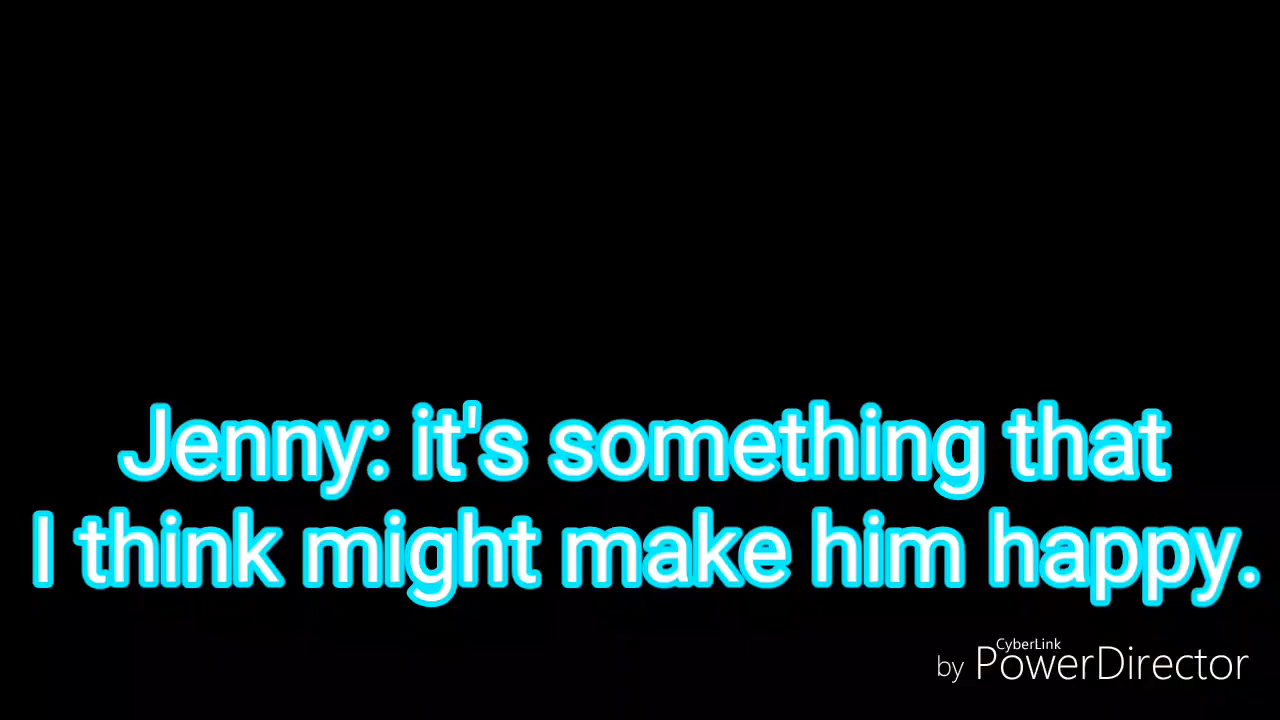 Jenny: it's something that
I think might make him happy.
CyberLink
by PowerDirector